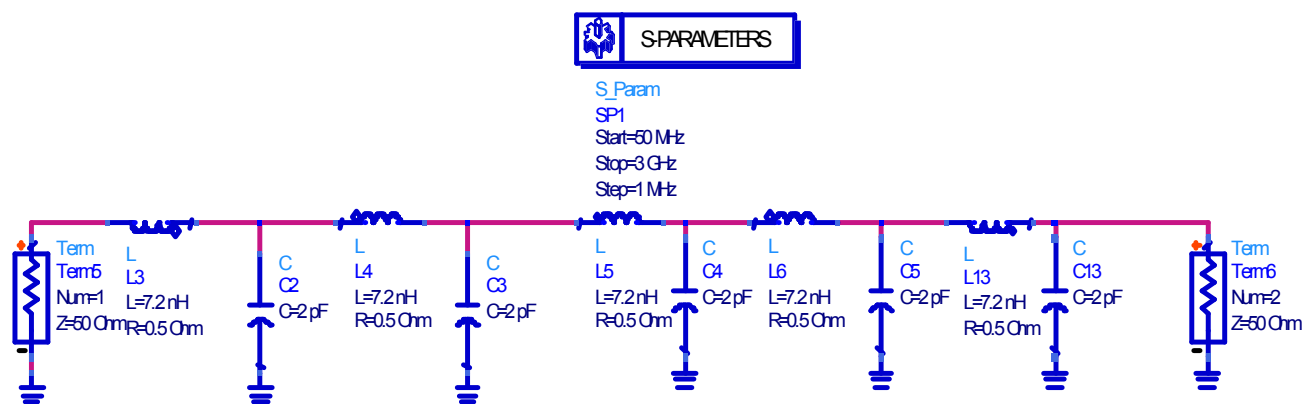 S-PARAMETERS
S_Param
SP1
Start=50 MHz
Stop=3 GHz
Step=1 MHz
+
Term
Term5
Num=1
Z=50 Ohm
-
L
L3
L=7.2 nH
R=0.5 Ohm
C
C2
C=2 pF
L
L4
L=7.2 nH
R=0.5 Ohm
C
C3
C=2 pF
L
L5
L=7.2 nH
R=0.5 Ohm
C
C4
C=2 pF
L
L6
L=7.2 nH
R=0.5 Ohm
C
C5
C=2 pF
L
L13
L=7.2 nH
R=0.5 Ohm
C
C13
C=2 pF
+
Term
Term6
Num=2
Z=50 Ohm
-